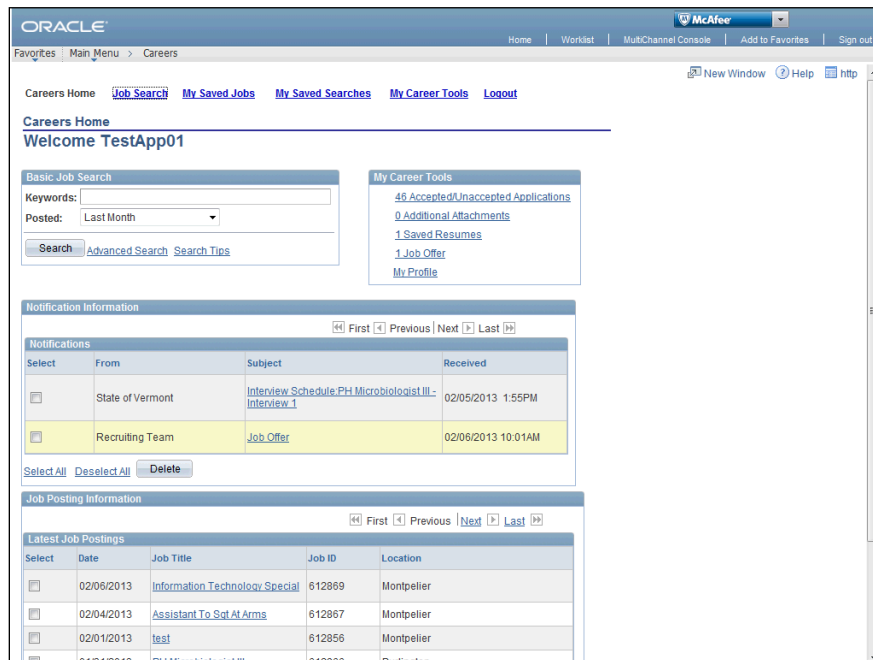 ORACLE
McAfee
Home | Worklist | MultiChannel Console | Add to Favorites | Sign out
Favorites Main Menu > Careers
New Window Help http
Careers Home Job Search My Saved Jobs My Saved Searches My Career Tools Logout
Careers Home
Welcome TestApp01
Basic Job Search
Keywords:
Posted: Last Month
Search Advanced Search Search Tips
My Career Tools
46 Accepted/Unaccepted Applications
0 Additional Attachments
1 Saved Resumes
1 Job Offer
My Profile
Notification Information
First Previous | Next Last
Notifications
Select From Subject Received
State of Vermont Interview Schedule:PH Microbiologist III - 02/05/2013 1:55PM
Interview 1
Recruiting Team Job Offer 02/06/2013 10:01AM
Select All Deselect All Delete
Job Posting Information
First Previous | Next Last
Latest Job Postings
Select Date Job Title Job ID Location
02/06/2013 Information Technology Special 612869 Montpelier
02/04/2013 Assistant To Sgt At Arms 612867 Montpelier
02/01/2013 test 612856 Montpelier